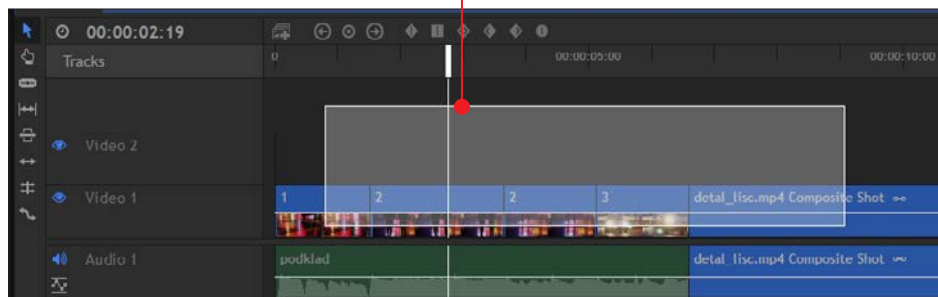 00:00:02:19
Tracks
0 00:00:05:00 00:00:10:00
Video 2
Video 1
1 2 2 3 detal_lisc.mp4 Composite Shot
Audio 1
podklad detal_lisc.mp4 Composite Shot